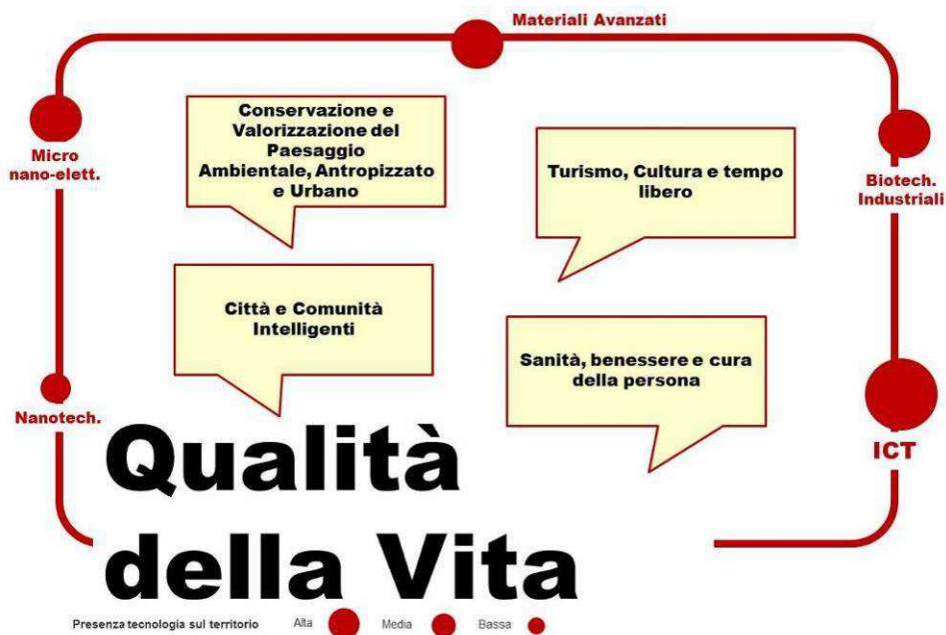 Materiali Avanzati
Conservazione e
Valorizzazione del
Paesaggio
Ambientale, Antropizzato
e Urbano
Micro
nano-elett.
Turismo, Cultura e tempo
libero
Biotech.
Industriali
Città e Comunità
Intelligenti
Sanità, benessere e cura
della persona
Nanotech.
ICT
Qualità
della Vita
Presenza tecnologia sul territorio Alta Media Bassa